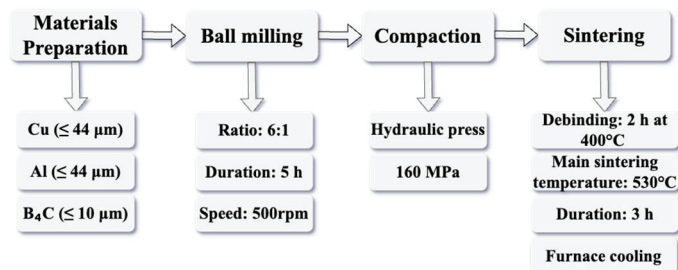 Materials
Preparation
Ball milling
Compaction
Sintering
Cu (≤ 44 μm)
Al (≤ 44 μm)
B₄C (≤ 10 μm)
Ratio: 6:1
Duration: 5 h
Speed: 500rpm
Hydraulic press
160 MPa
Debinding: 2 h at
400°C
Main sintering
temperature: 530°C
Duration: 3 h
Furnace cooling